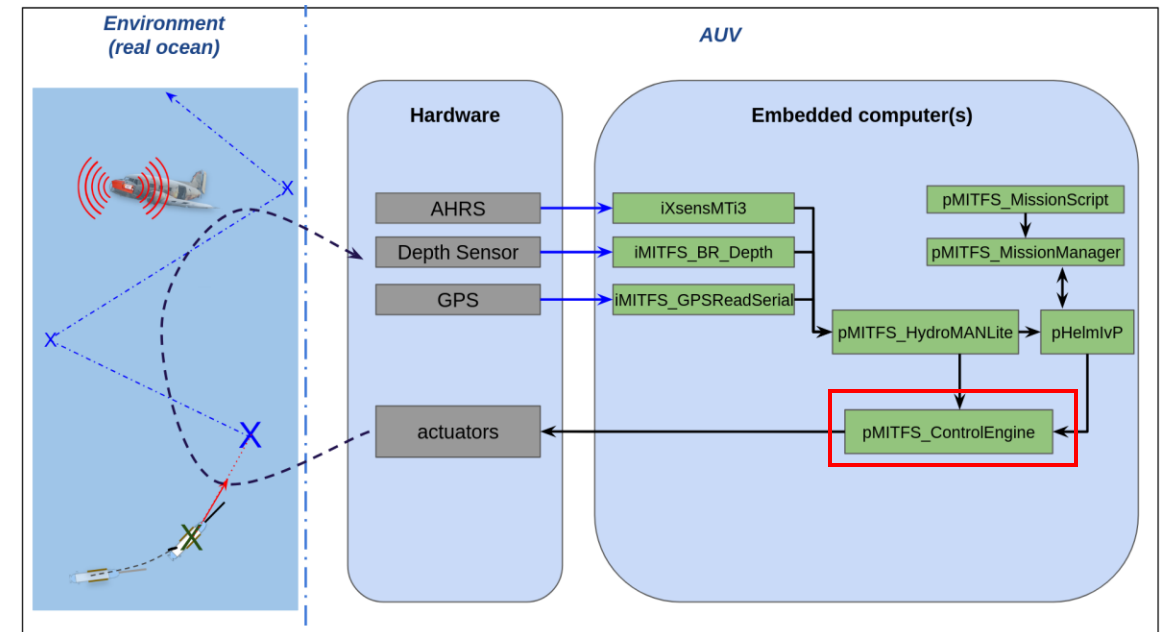 Environment
(real ocean)
AUV
Hardware
Embedded computer(s)
AHRS
Depth Sensor
GPS
actuators
iXsensMTi3
iMITFS_BR_Depth
iMITFS_GPSReadSerial
pMITFS_MissionScript
pMITFS_MissionManager
pMITFS_HydroMANLite
pHelmIvP
pMITFS_ControlEngine
X
X
X
X